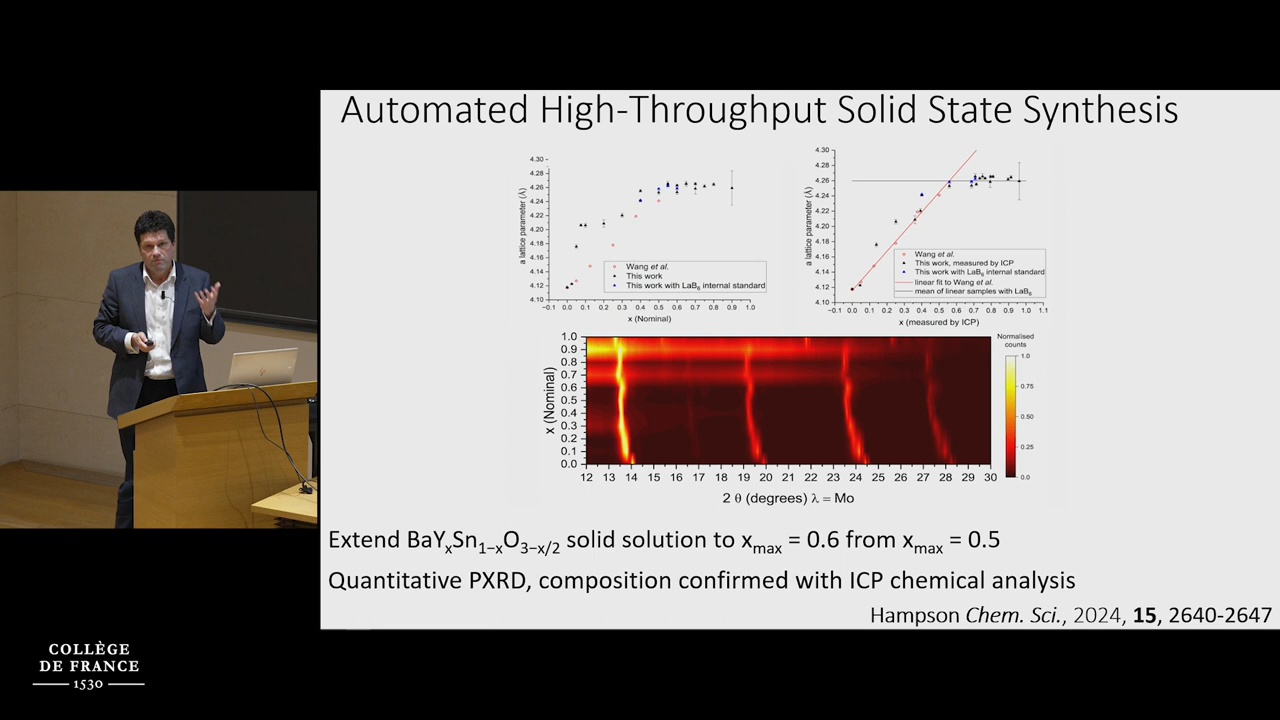 Automated High-Throughput Solid State Synthesis
4.30
4.28
4.26
4.24
4.22
4.20
4.18
4.16
4.14
4.12
4.10
a lattice parameter (Å)
−0.1 0.0 0.1 0.2 0.3 0.4 0.5 0.6 0.7 0.8 0.9 1.0
x (Nominal)
Wang et al.
This work
This work with LaB6 internal standard
4.30
4.28
4.26
4.24
4.22
4.20
4.18
4.16
4.14
4.12
4.10
a lattice parameter (Å)
−0.1 0.0 0.1 0.2 0.3 0.4 0.5 0.6 0.7 0.8 0.9 1.0 1.1
x (measured by ICP)
Wang et al.
This work, measured by ICP
This work with LaB6 internal standard
linear fit to Wang et al.
mean of linear samples with LaB6
1.0
0.9
0.8
0.7
0.6
0.5
0.4
0.3
0.2
0.1
0.0
x (Nominal)
12 13 14 15 16 17 18 19 20 21 22 23 24 25 26 27 28 29 30
2 θ (degrees) λ = Mo
Normalised
counts
1.0
0.75
0.50
0.25
0.0
Extend BaYxSn1−xO3−x/2 solid solution to xmax = 0.6 from xmax = 0.5
Quantitative PXRD, composition confirmed with ICP chemical analysis
Hampson Chem. Sci., 2024, 15, 2640-2647
COLLÈGE
DE FRANCE
1530